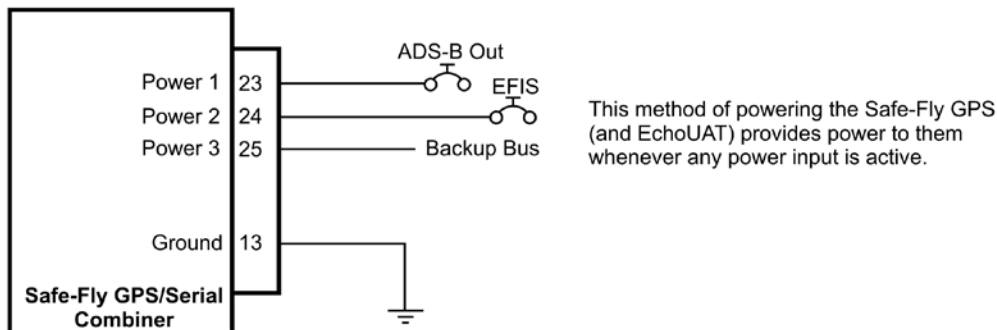 ADS-B Out
Power 1 23
EFIS
Power 2 24
Power 3 25 Backup Bus
This method of powering the Safe-Fly GPS
(and EchoUAT) provides power to them
whenever any power input is active.
Ground 13
Safe-Fly GPS/Serial
Combiner